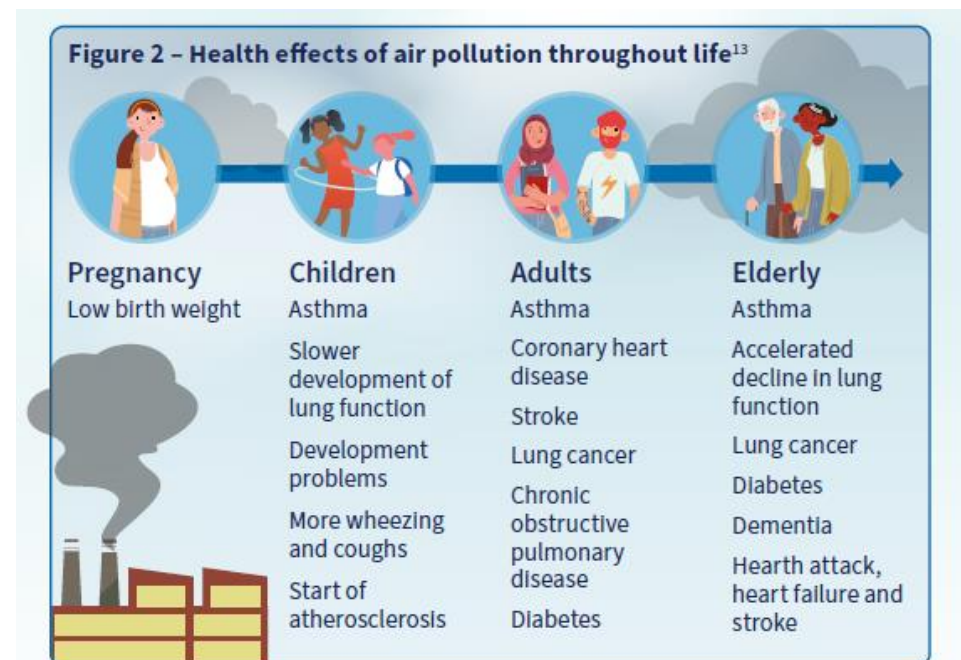 Figure 2 – Health effects of air pollution throughout life¹³
Pregnancy
Low birth weight
Children
Asthma
Slower
development of
lung function
Development
problems
More wheezing
and coughs
Start of
atherosclerosis
Adults
Asthma
Coronary heart
disease
Stroke
Lung cancer
Chronic
obstructive
pulmonary
disease
Diabetes
Elderly
Asthma
Accelerated
decline in lung
function
Lung cancer
Diabetes
Dementia
Hearth attack,
heart failure and
stroke